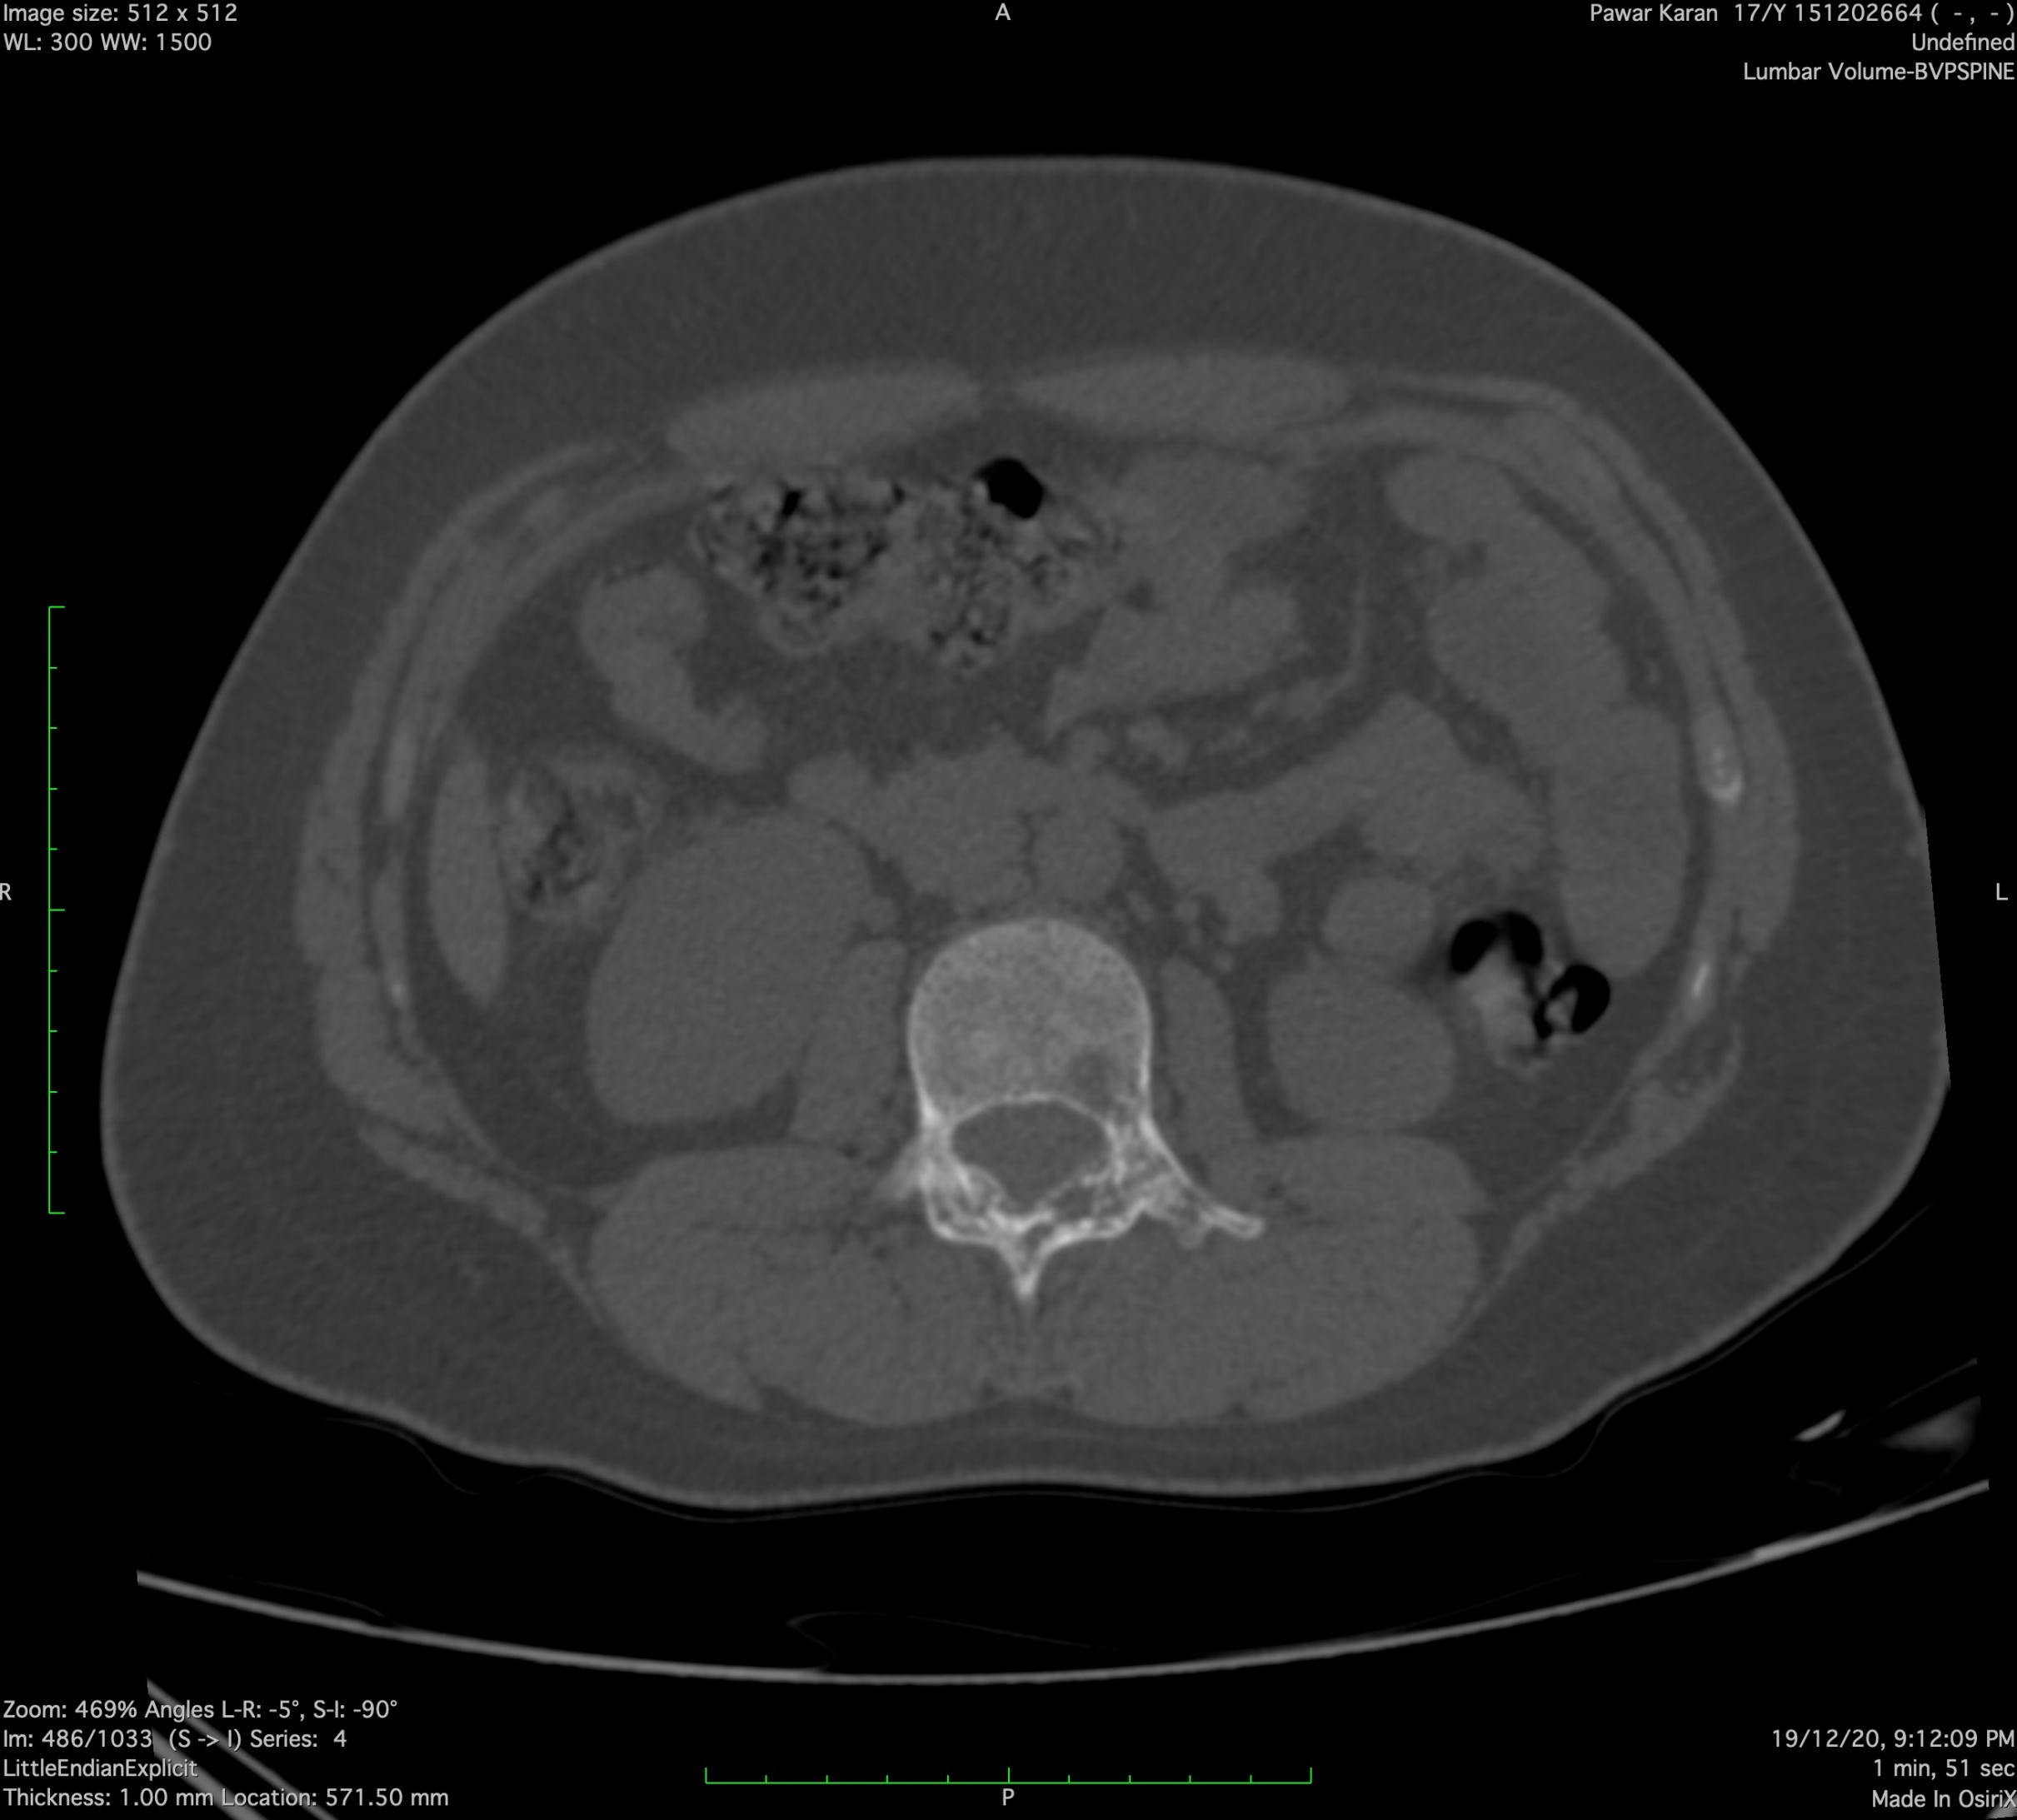 Image size: 512 x 512
WL: 300 WW: 1500
A
Pawar Karan 17/Y 151202664 ( - , - )
Undefined
Lumbar Volume-BVPSPINE
R
L
Zoom: 469% Angles L-R: -5°, S-I: -90°
Im: 486/1033 (S -> I) Series: 4
LittleEndianExplicit
Thickness: 1.00 mm Location: 571.50 mm
P
19/12/20, 9:12:09 PM
1 min, 51 sec
Made In OsiriX